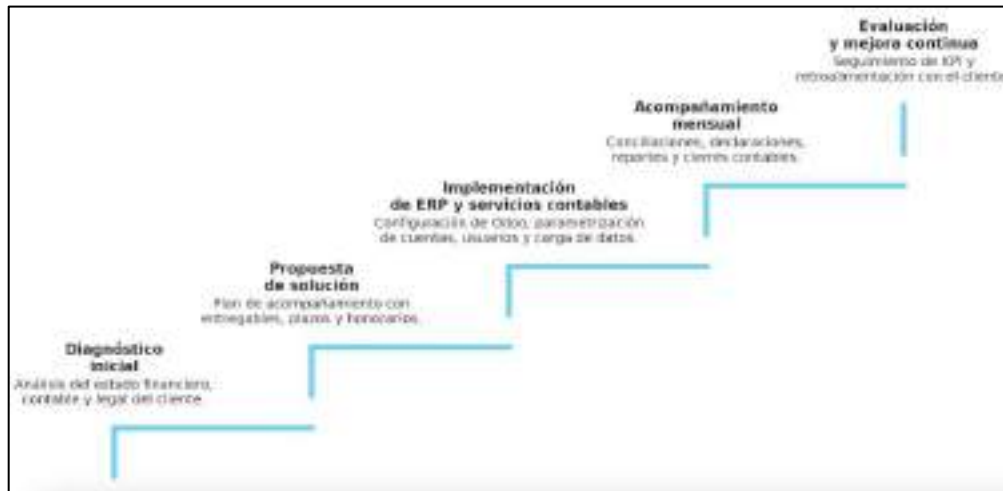 Evaluación
y mejora continua
Seguimiento de KPI y
retroalimentación con el cliente
Acompañamiento
mensual
Conciliaciones, declaraciones,
reportes y cierres contables.
Implementación
de ERP y servicios contables
Configuración de Odoo, parametrización
de cuentas, usuarios y carga de datos.
Propuesta
de solución
Plan de acompañamiento con
entregables, plazos y honorarios.
Diagnóstico
inicial
Análisis del estado financiero,
contable y legal del cliente